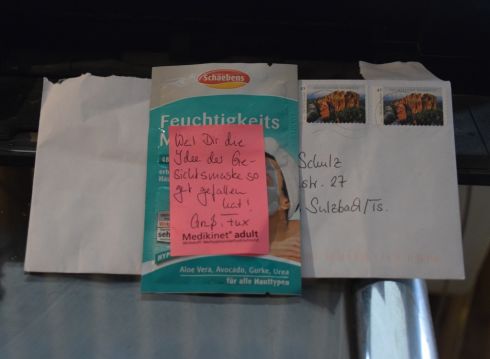 Schaebens
Feuchtigkeits
Weil Dir die
Idee der Ge-
sichtsmaske so
gut gefallen
hat!
Gruß, Fux
Medikinet® adult
Aloe Vera, Avocado, Gurke, Urea
für alle Hauttypen
Schulz
str. 27
Sulzbach/Ts.